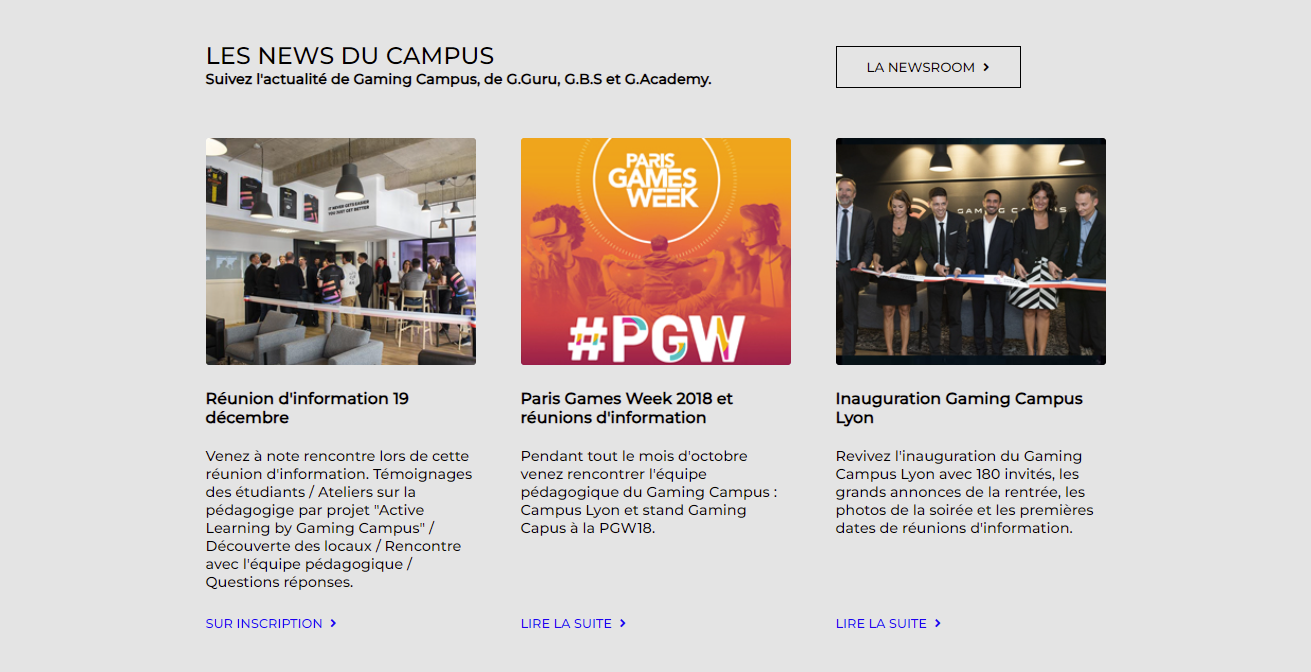 LES NEWS DU CAMPUS
Suivez l'actualité de Gaming Campus, de G.Guru, G.B.S et G.Academy.
LA NEWSROOM
IT NEVER GETS EASIER
YOU JUST GET BETTER
PARIS
GAMES
WEEK
#PGW
GAMING CAMPUS
Réunion d'information 19
décembre
Venez à note rencontre lors de cette
réunion d'information. Témoignages
des étudiants / Ateliers sur la
pédagogige par projet "Active
Learning by Gaming Campus" /
Découverte des locaux / Rencontre
avec l'équipe pédagogique /
Questions réponses.
SUR INSCRIPTION
Paris Games Week 2018 et
réunions d'information
Pendant tout le mois d'octobre
venez rencontrer l'équipe
pédagogique du Gaming Campus :
Campus Lyon et stand Gaming
Capus à la PGW18.
LIRE LA SUITE
Inauguration Gaming Campus
Lyon
Revivez l'inauguration du Gaming
Campus Lyon avec 180 invités, les
grands annonces de la rentrée, les
photos de la soirée et les premières
dates de réunions d'information.
LIRE LA SUITE